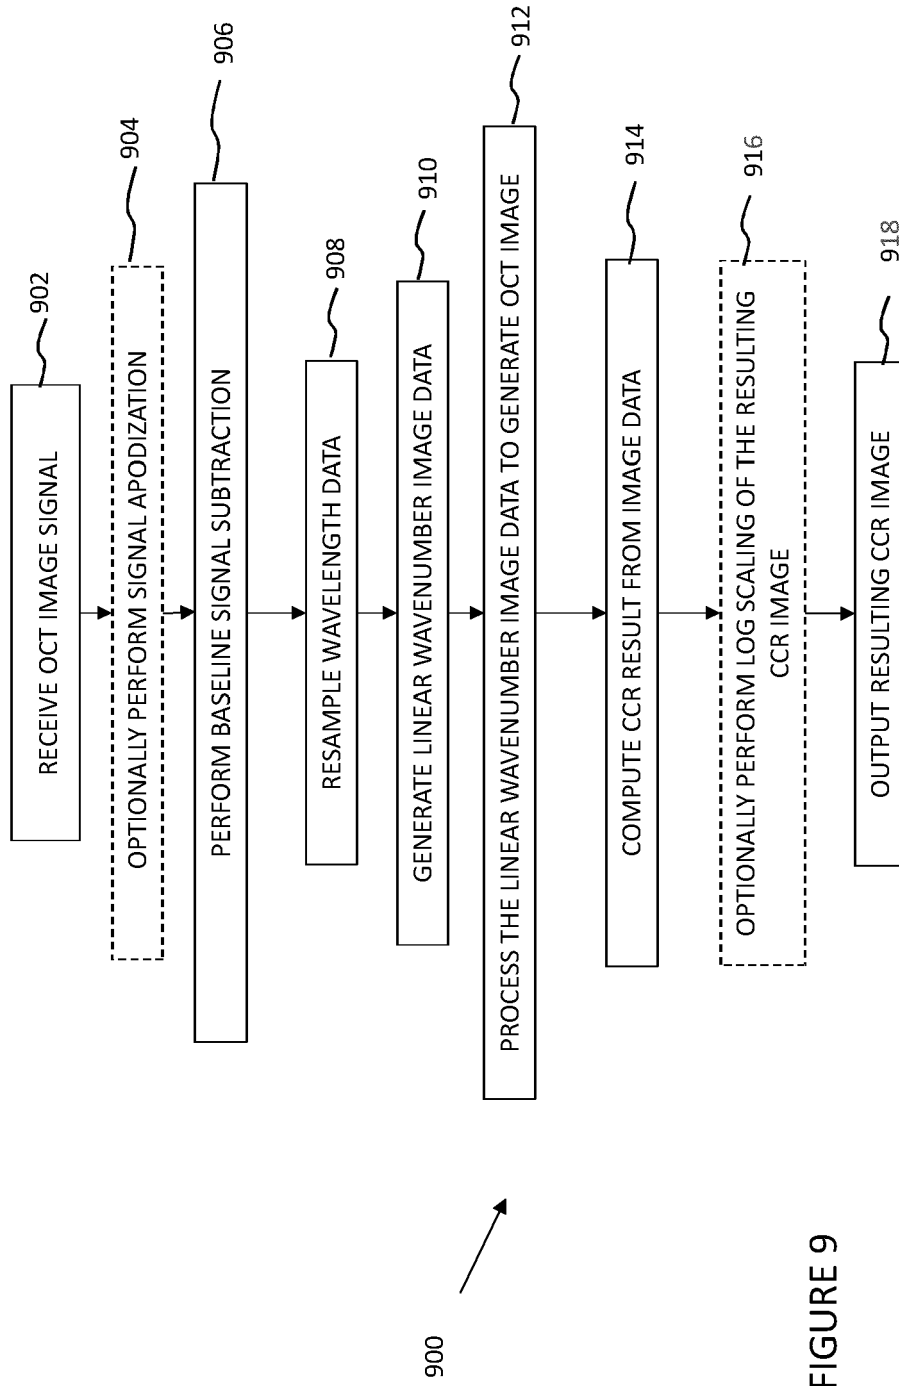 902
RECEIVE OCT IMAGE SIGNAL
904
OPTIONALLY PERFORM SIGNAL APODIZATION
906
PERFORM BASELINE SIGNAL SUBTRACTION
908
RESAMPLE WAVELENGTH DATA
910
GENERATE LINEAR WAVENUMBER IMAGE DATA
912
PROCESS THE LINEAR WAVENUMBER IMAGE DATA TO GENERATE OCT IMAGE
914
COMPUTE CCR RESULT FROM IMAGE DATA
916
OPTIONALLY PERFORM LOG SCALING OF THE RESULTING
CCR IMAGE
918
OUTPUT RESULTING CCR IMAGE
900
FIGURE 9